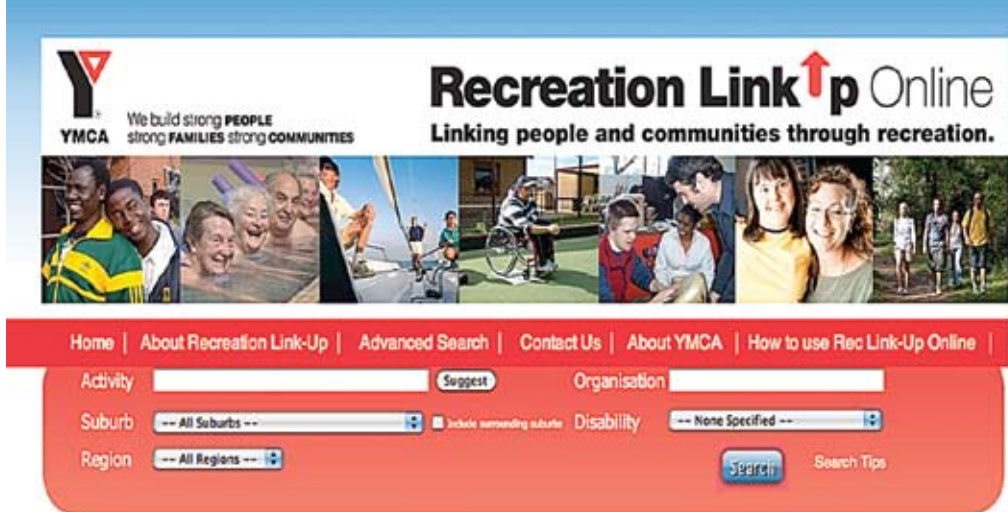 Recreation Link p Online
Linking people and communities through recreation.
Y
®
YMCA
We build strong PEOPLE
strong FAMILIES strong COMMUNITIES
Home | About Recreation Link-Up | Advanced Search | Contact Us | About YMCA | How to use Rec Link-Up Online |
Activity Suggest Organisation
Suburb -- All Suburbs -- Include surrounding suburbs Disability -- None Specified --
Region -- All Regions -- Search Search Tips